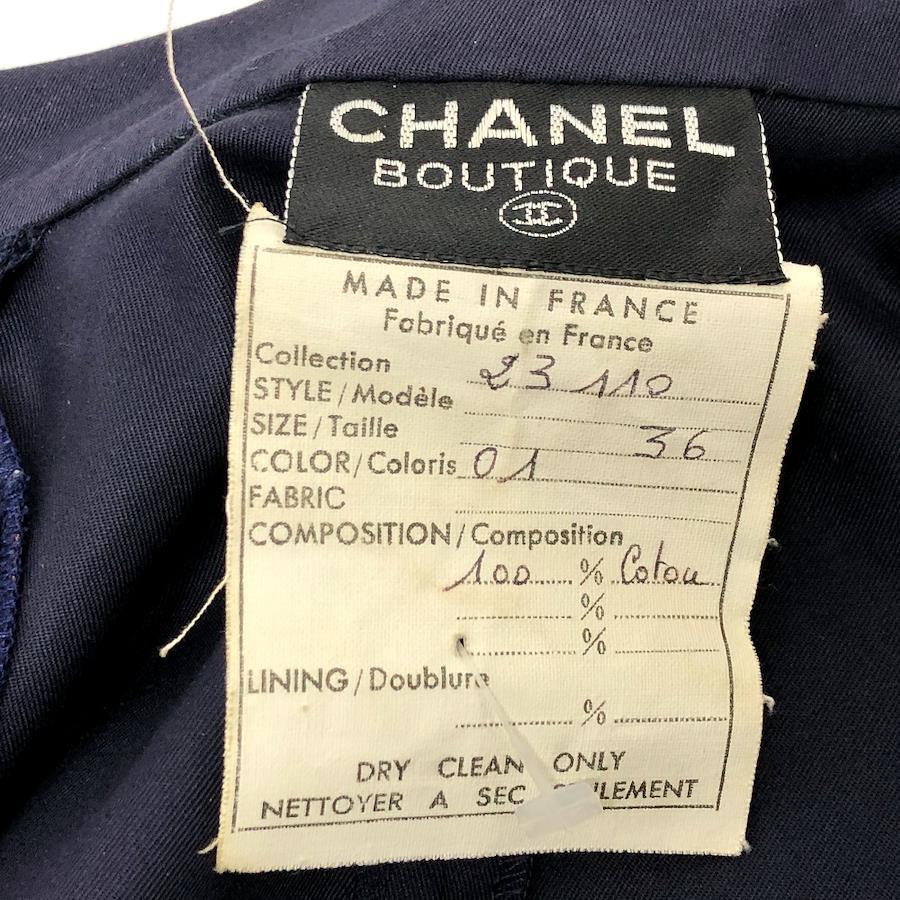 CHANEL
BOUTIQUE
MADE IN FRANCE
Fabriqué en France
Collection
STYLE/Modèle 23 110
SIZE/Taille 36
COLOR/Coloris 01
FABRIC
COMPOSITION/Composition
100 % Coton
%
%
LINING/Doublure
%
DRY CLEAN ONLY
NETTOYER A SEC SEULEMENT